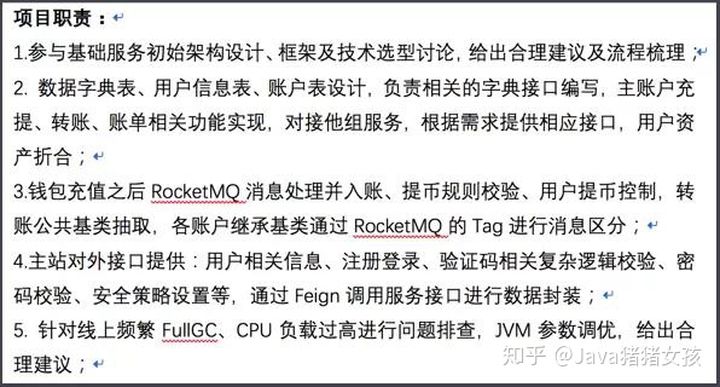 项目职责：
1.参与基础服务初始架构设计、框架及技术选型讨论，给出合理建议及流程梳理；
2. 数据字典表、用户信息表、账户表设计，负责相关的字典接口编写，主账户充
提、转账、账单相关功能实现，对接他组服务，根据需求提供相应接口，用户资
产折合；
3.钱包充值之后 RocketMQ 消息处理并入账、提币规则校验、用户提币控制，转
账公共基类抽取，各账户继承基类通过 RocketMQ 的 Tag 进行消息区分；
4.主站对外接口提供：用户相关信息、注册登录、验证码相关复杂逻辑校验、密
码校验、安全策略设置等，通过 Feign 调用服务接口进行数据封装；
5. 针对线上频繁 FullGC、CPU 负载过高进行问题排查，JVM 参数调优，给出合
理建议；
知乎 @Java猪猪女孩